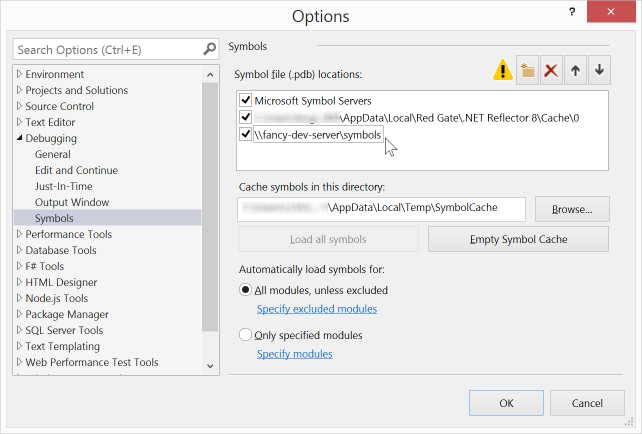 Options
? ×
Search Options (Ctrl+E)
Environment
Projects and Solutions
Source Control
Text Editor
Debugging
General
Edit and Continue
Just-In-Time
Output Window
Symbols
Performance Tools
Database Tools
F# Tools
HTML Designer
Node.js Tools
Package Manager
SQL Server Tools
Text Templating
Web Performance Test Tools
Symbols
Symbol file (.pdb) locations:
Microsoft Symbol Servers
\AppData\Local\Red Gate\.NET Reflector 8\Cache\0
\\fancy-dev-server\symbols
Cache symbols in this directory:
\AppData\Local\Temp\SymbolCache
Browse...
Load all symbols
Empty Symbol Cache
Automatically load symbols for:
All modules, unless excluded
Specify excluded modules
Only specified modules
Specify modules
OK
Cancel